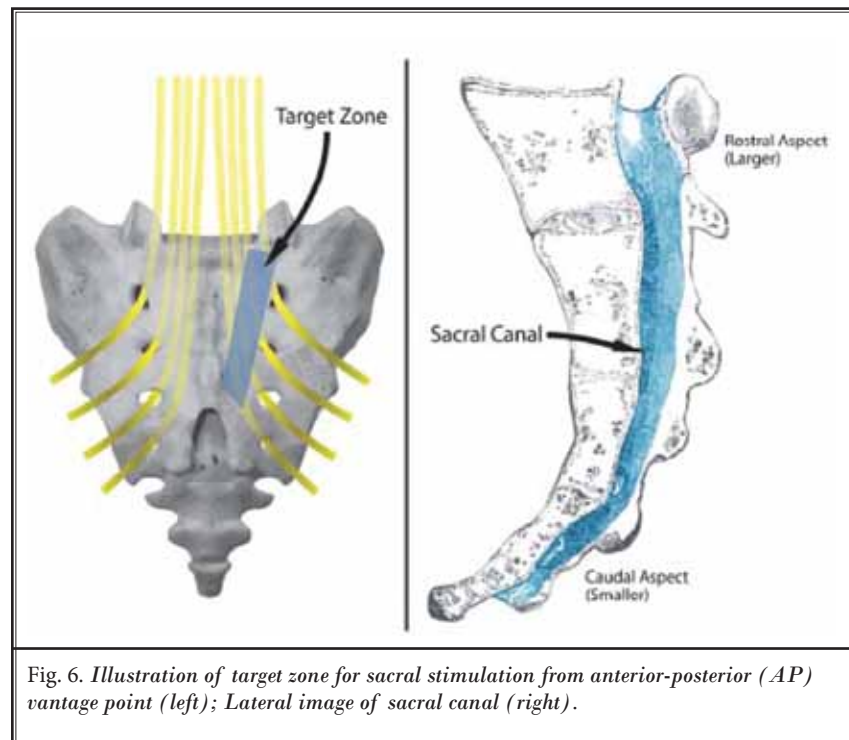 Target Zone
Rostral Aspect
(Larger)
Sacral Canal
Caudal Aspect
(Smaller)
Fig. 6. Illustration of target zone for sacral stimulation from anterior-posterior (AP)
vantage point (left); Lateral image of sacral canal (right).